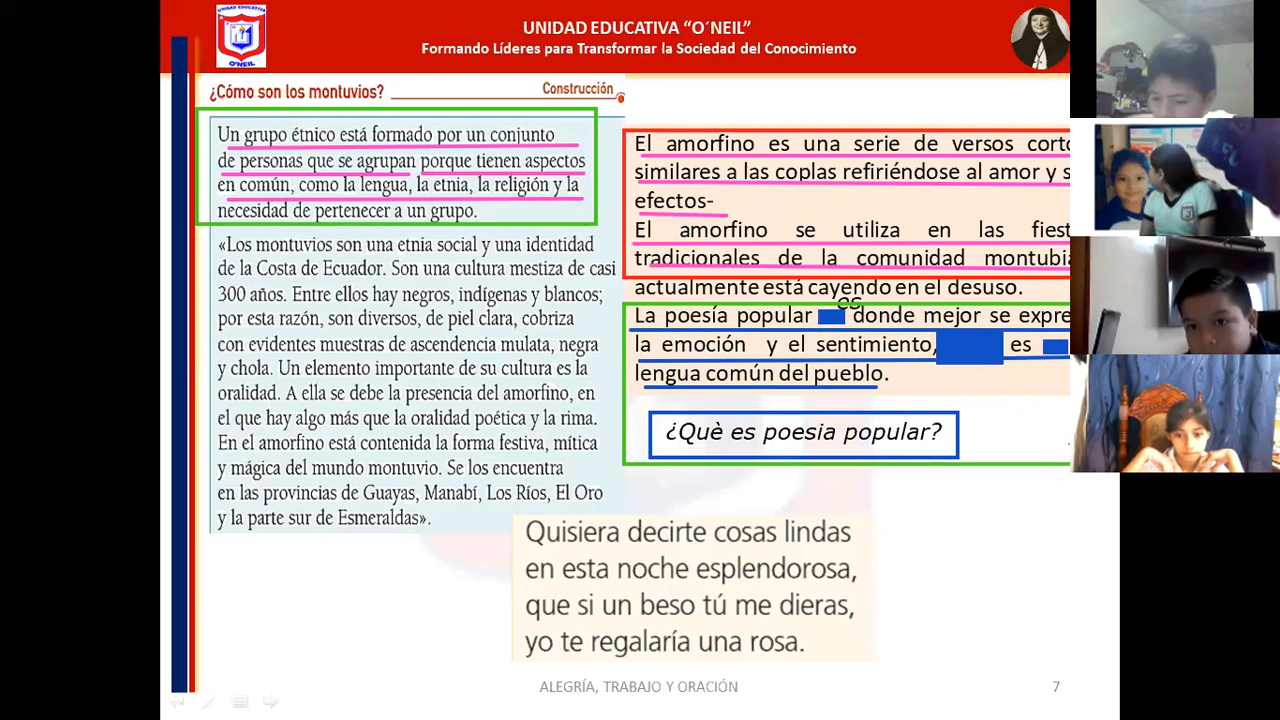 UNIDAD EDUCATIVA
O´NEIL
UNIDAD EDUCATIVA “O´NEIL”
Formando Líderes para Transformar la Sociedad del Conocimiento
¿Cómo son los montuvios?
Construcción
Un grupo étnico está formado por un conjunto
de personas que se agrupan porque tienen aspectos
en común, como la lengua, la etnia, la religión y la
necesidad de pertenecer a un grupo.
«Los montuvios son una etnia social y una identidad
de la Costa de Ecuador. Son una cultura mestiza de casi
300 años. Entre ellos hay negros, indígenas y blancos;
por esta razón, son diversos, de piel clara, cobriza
con evidentes muestras de ascendencia mulata, negra
y chola. Un elemento importante de su cultura es la
oralidad. A ella se debe la presencia del amorfino, en
el que hay algo más que la oralidad poética y la rima.
En el amorfino está contenida la forma festiva, mítica
y mágica del mundo montuvio. Se los encuentra
en las provincias de Guayas, Manabí, Los Ríos, El Oro
y la parte sur de Esmeraldas».
El amorfino es una serie de versos
similares a las coplas refiriéndose al amor y
efectos-
El amorfino se utiliza en las
tradicionales de la comunidad
actualmente está cayendo en el desuso.
es
La poesía popular donde mejor se
la emoción y el sentimiento, es
lengua común del pueblo.
¿Què es poesia popular?
Quisiera decirte cosas lindas
en esta noche esplendorosa,
que si un beso tú me dieras,
yo te regalaría una rosa.
ALEGRÍA, TRABAJO Y ORACIÓN
7